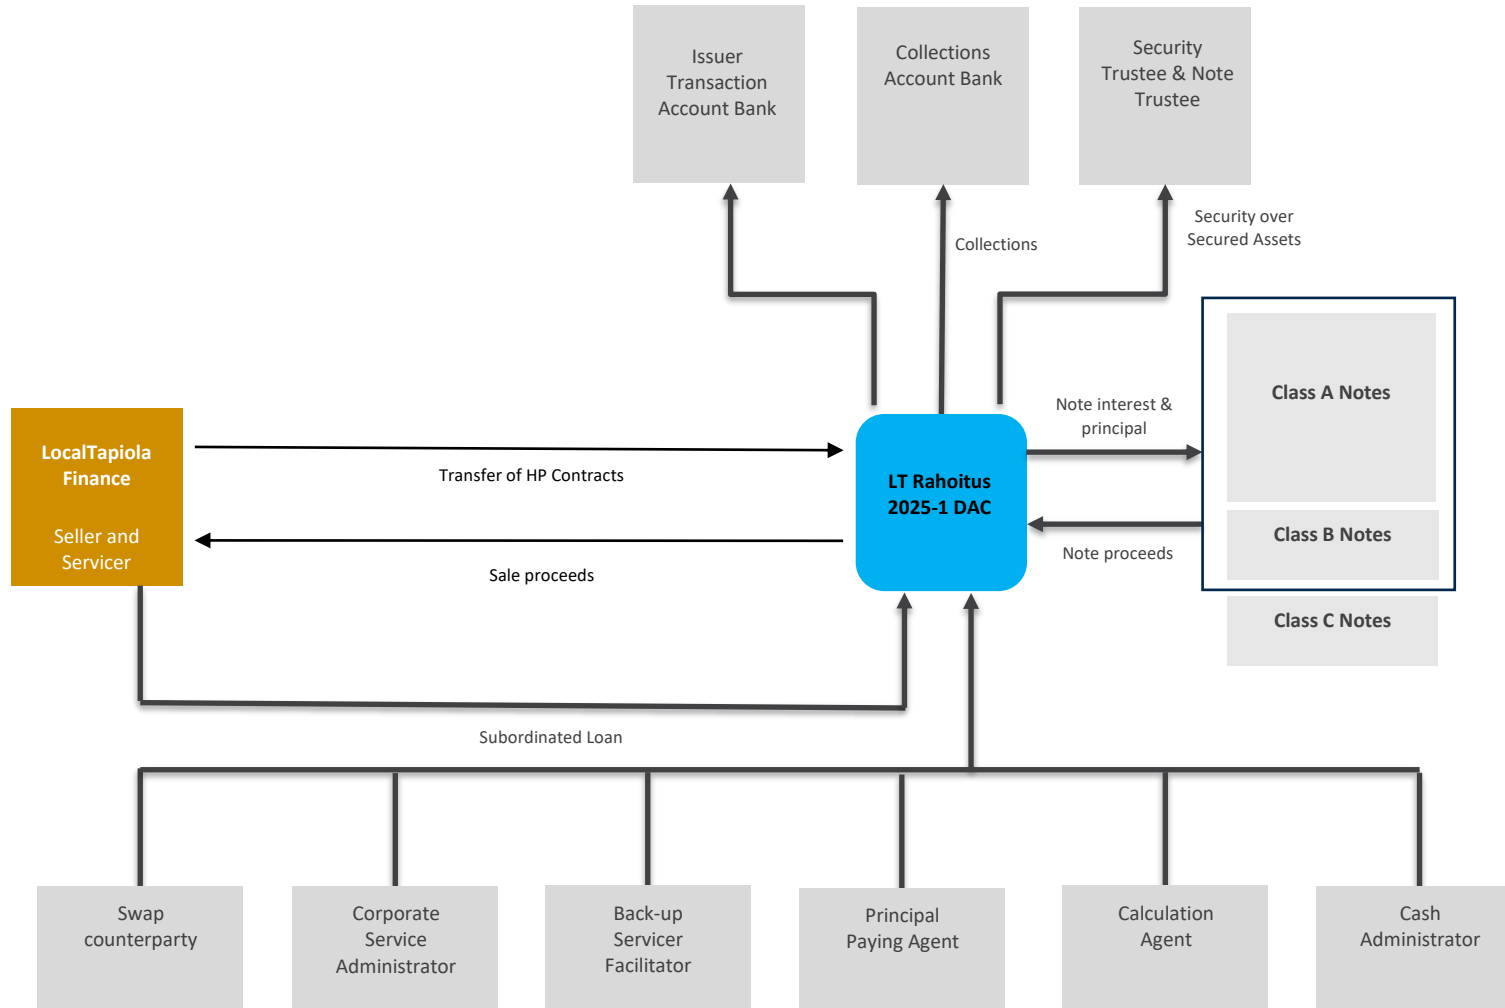 Issuer
Transaction
Account Bank
Collections
Account Bank
Security
Trustee & Note
Trustee
Security over
Secured Assets
Collections
LocalTapiola
Finance
Seller and
Servicer
Transfer of HP Contracts
Sale proceeds
LT Rahoitus
2025-1 DAC
Note interest &
principal
Note proceeds
Class A Notes
Class B Notes
Class C Notes
Subordinated Loan
Swap
counterparty
Corporate
Service
Administrator
Back-up
Servicer
Facilitator
Principal
Paying Agent
Calculation
Agent
Cash
Administrator